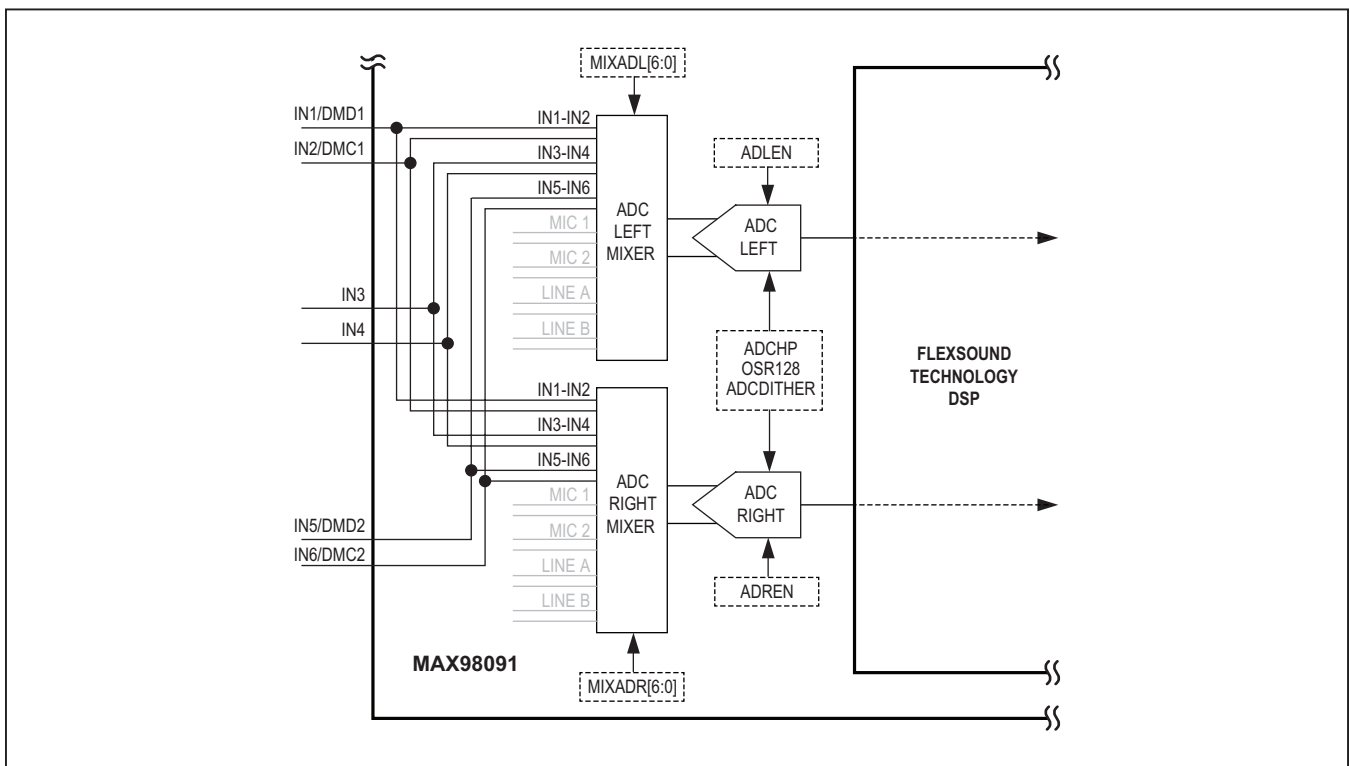 MIXADL[6:0]
IN1/DMD1
IN2/DMC1
IN1-IN2
IN3-IN4
IN5-IN6
MIC 1
MIC 2
LINE A
LINE B
ADC
LEFT
MIXER
ADLEN
ADC
LEFT
IN3
IN4
ADCHP
OSR128
ADCDITHER
FLEXSOUND
TECHNOLOGY
DSP
IN1-IN2
IN3-IN4
IN5-IN6
MIC 1
MIC 2
LINE A
LINE B
ADC
RIGHT
MIXER
ADC
RIGHT
IN5/DMD2
IN6/DMC2
ADREN
MAX98091
MIXADR[6:0]